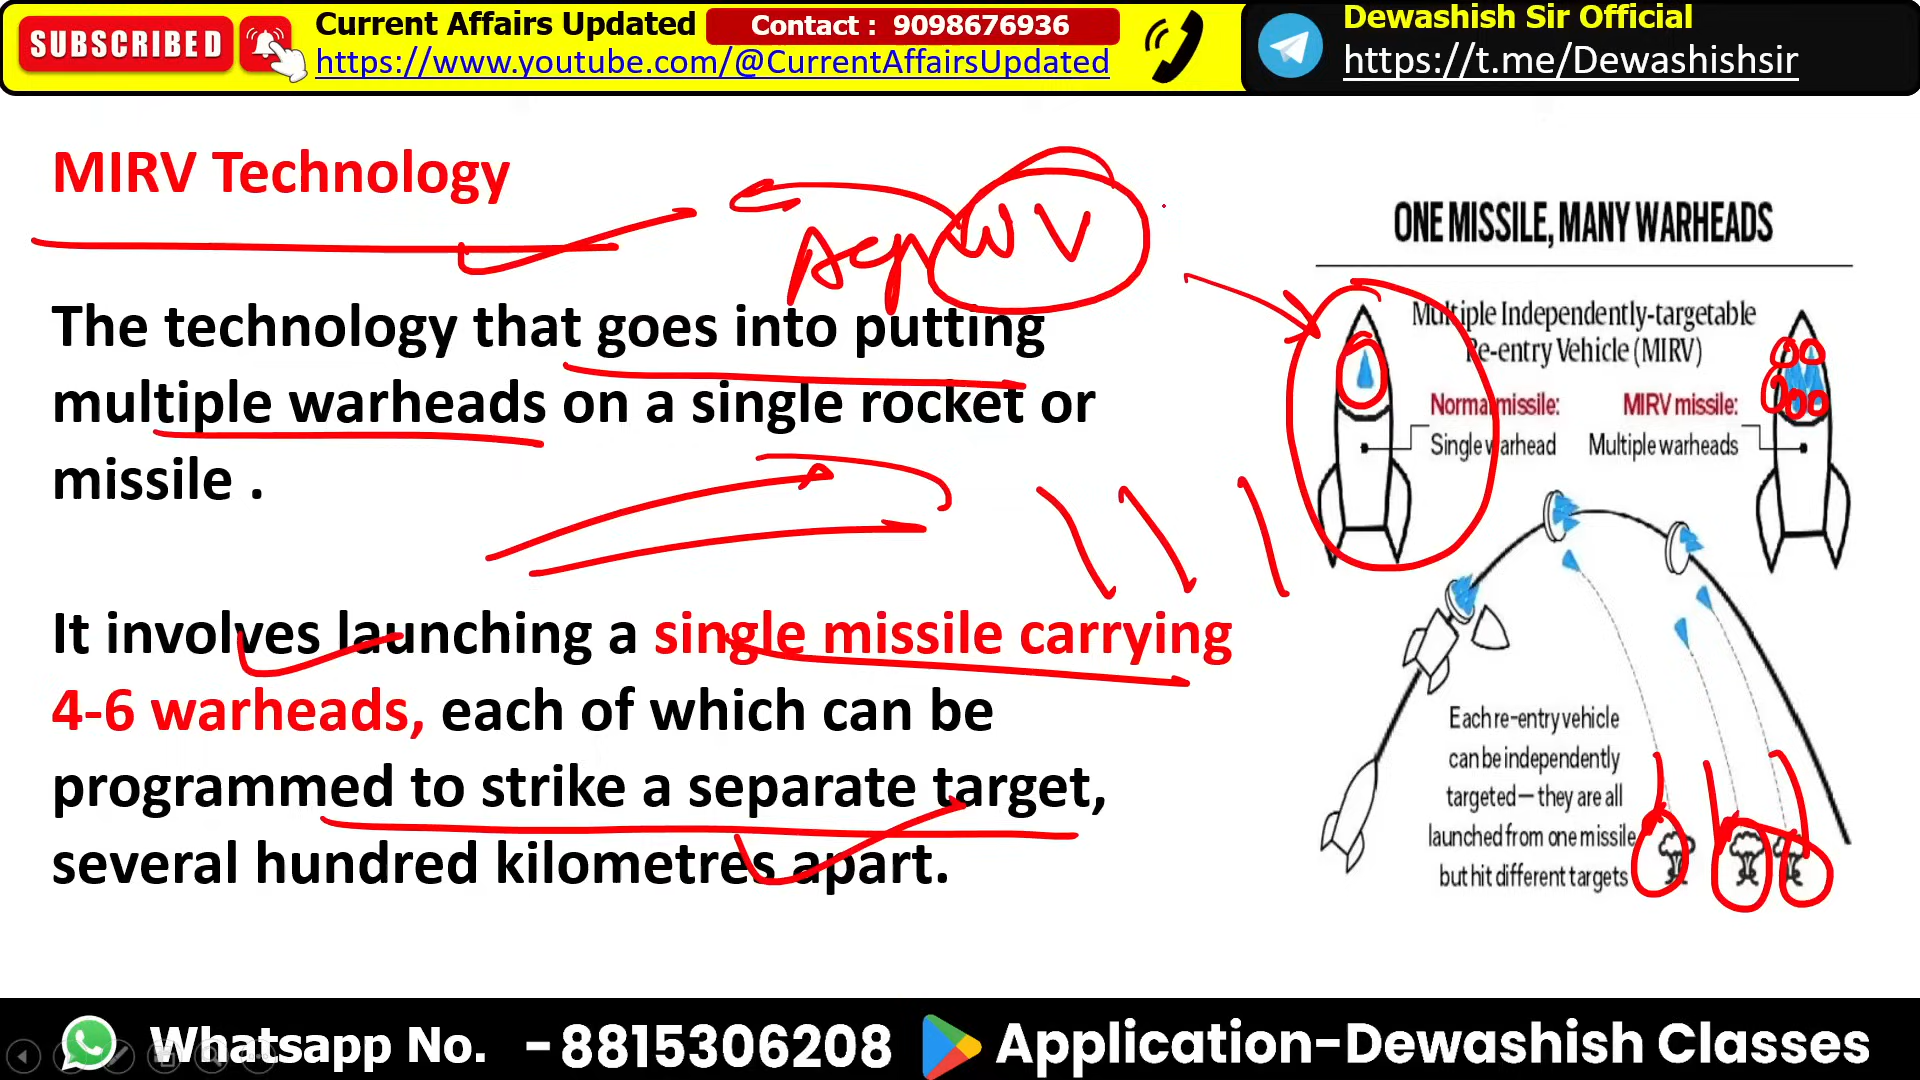 SUBSCRIBED
Current Affairs Updated
Contact : 9098676936
https://www.youtube.com/@CurrentAffairsUpdated
Dewashish Sir Official
https://t.me/Dewashishsir
MIRV Technology
The technology that goes into putting
multiple warheads on a single rocket or
missile .
It involves launching a single missile carrying
4-6 warheads, each of which can be
programmed to strike a separate target,
several hundred kilometres apart.
ONE MISSILE, MANY WARHEADS
Multiple Independently-targetable
Re-entry Vehicle (MIRV)
Normal missile:
Single warhead
MIRV missile:
Multiple warheads
Each re-entry vehicle
can be independently
targeted — they are all
launched from one missile
but hit different targets
Whatsapp No. - 8815306208
Application-Dewashish Classes